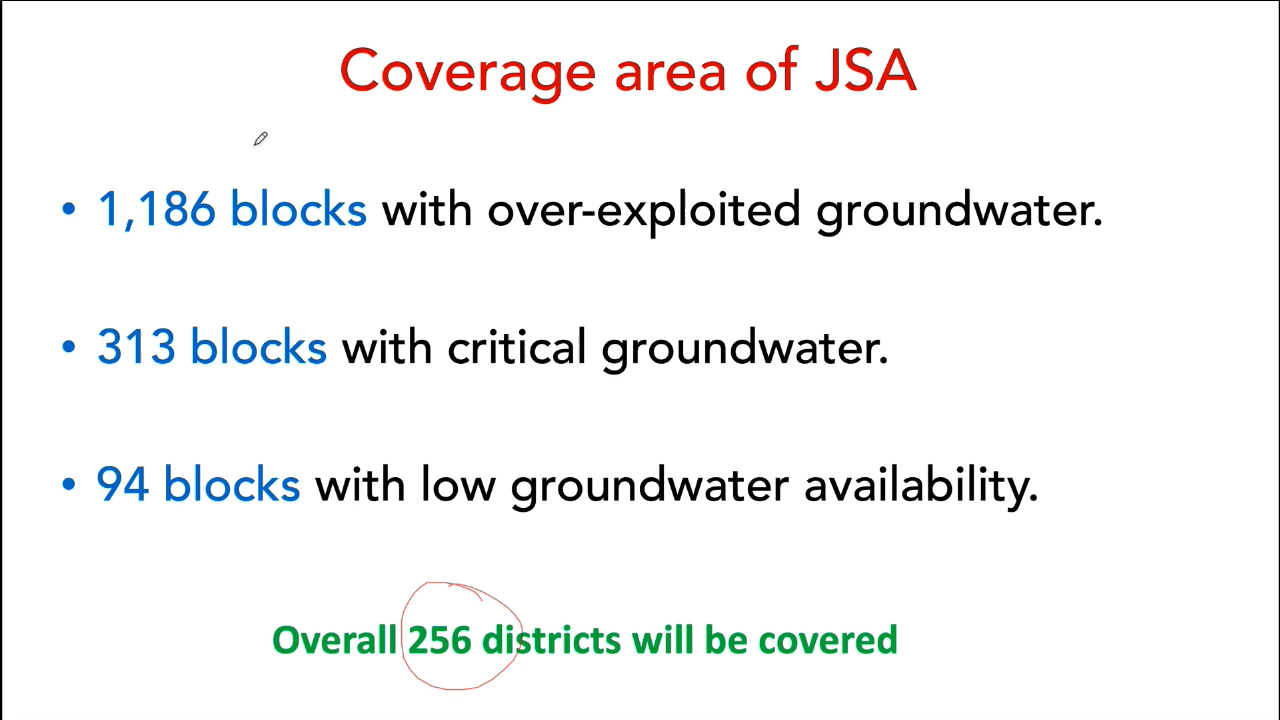 Coverage area of JSA
• 1,186 blocks with over-exploited groundwater.
• 313 blocks with critical groundwater.
• 94 blocks with low groundwater availability.
Overall 256 districts will be covered